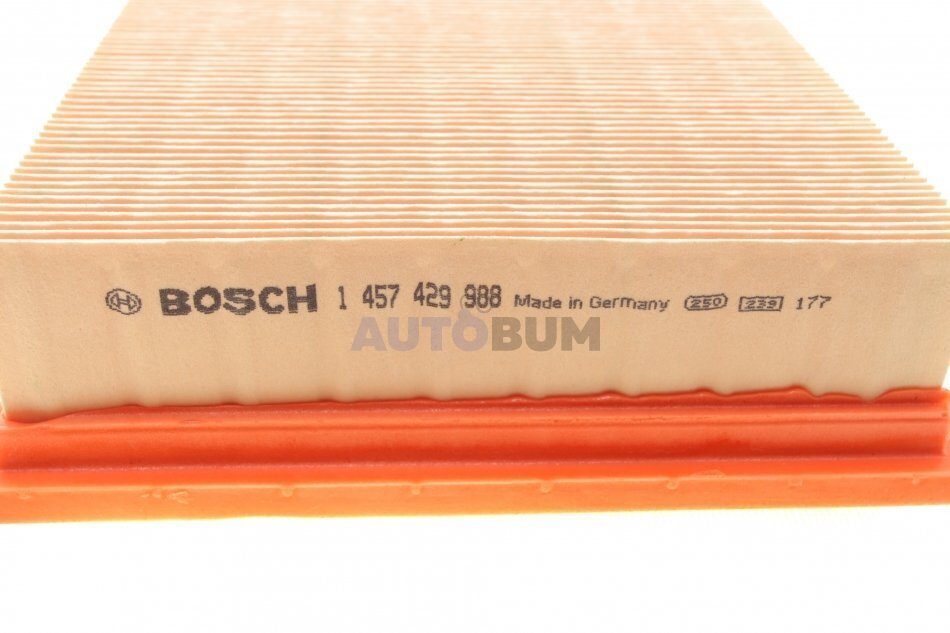 BOSCH 1 457 429 988 Made in Germany 250 239 177
AUTOBUM